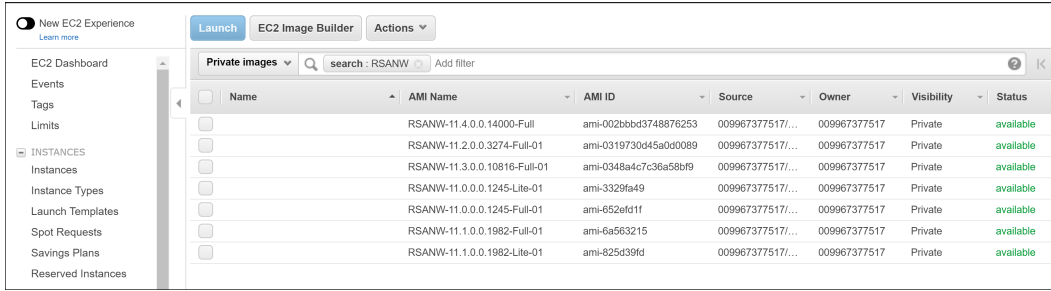 New EC2 Experience
Learn more
EC2 Dashboard
Events
Tags
Limits
INSTANCES
Instances
Instance Types
Launch Templates
Spot Requests
Savings Plans
Reserved Instances
Launch EC2 Image Builder Actions
Private images search : RSANW Add filter
Name AMI Name AMI ID Source Owner Visibility Status
RSANW-11.4.0.0.14000-Full ami-002bbbd3748876253 009967377517/... 009967377517 Private available
RSANW-11.2.0.0.3274-Full-01 ami-0319730d45a0d0089 009967377517/... 009967377517 Private available
RSANW-11.3.0.0.10816-Full-01 ami-0348a4c7c36a58bf9 009967377517/... 009967377517 Private available
RSANW-11.0.0.0.1245-Lite-01 ami-3329fa49 009967377517/... 009967377517 Private available
RSANW-11.0.0.0.1245-Full-01 ami-652efd1f 009967377517/... 009967377517 Private available
RSANW-11.1.0.0.1982-Full-01 ami-6a563215 009967377517/... 009967377517 Private available
RSANW-11.1.0.0.1982-Lite-01 ami-825d39fd 009967377517/... 009967377517 Private available